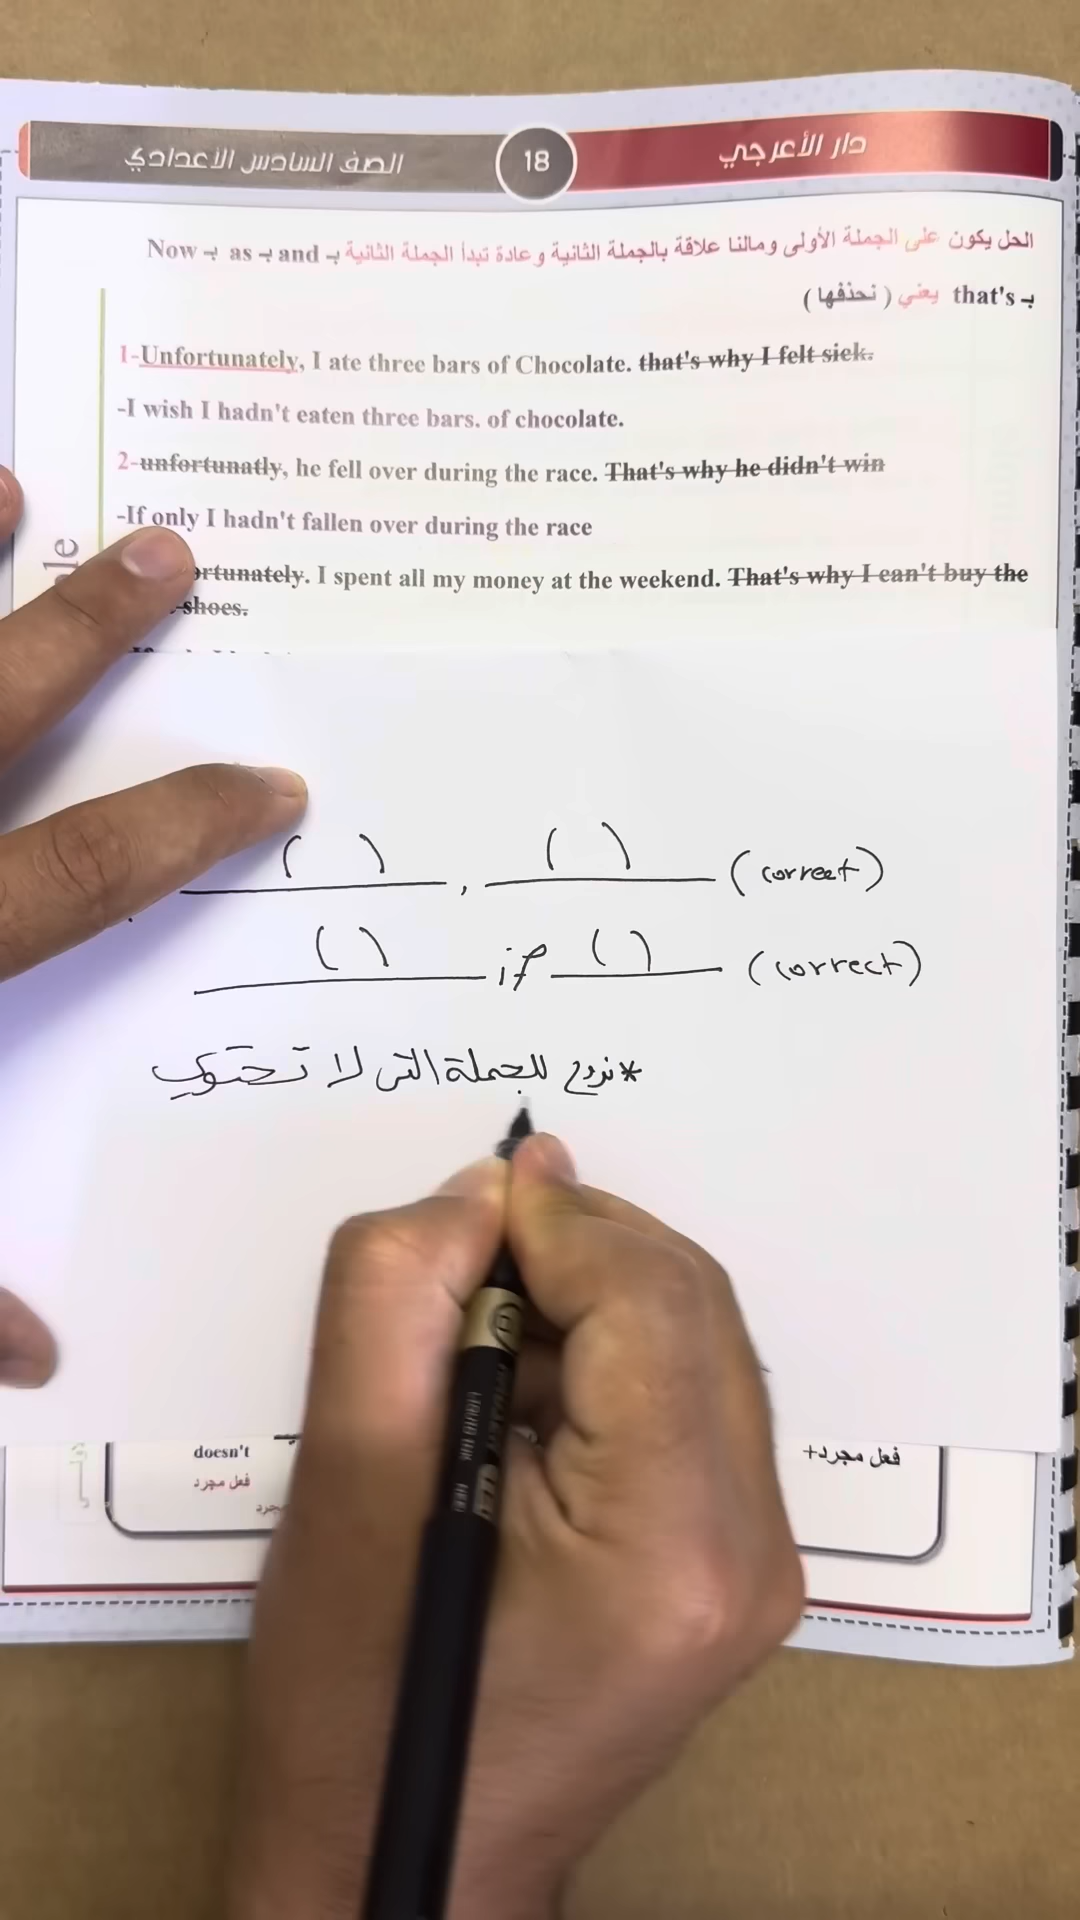 الصف السادس الأعدادي
18
دار الأعرجي
الحل يكون على الجملة الأولى ومالنا علاقة بالجملة الثانية وعادة تبدأ الجملة الثانية بـ and بـ as بـ Now
بـ that's يعني ( نحذفها )
1-Unfortunately, I ate three bars of Chocolate. that's why I felt sick.
-I wish I hadn't eaten three bars. of chocolate.
2-unfortunatly, he fell over during the race. That's why he didn't win
-If only I hadn't fallen over during the race
ortunately. I spent all my money at the weekend. That's why I can't buy the
shoes.
( ) , ( ) (correct)
( ) if ( ) (correct)
*نروح للجملة التي لا تحتوي
doesn't
فعل مجرد
فعل مجرد+